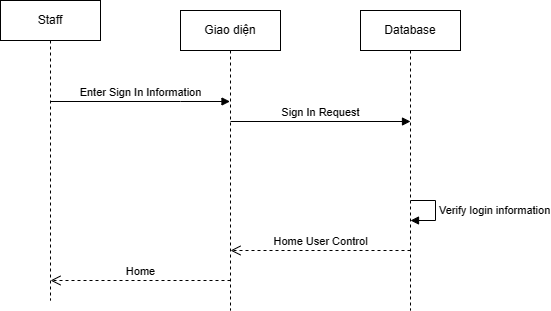 Staff
Giao diện
Database
Enter Sign In Information
Sign In Request
Verify login information
Home User Control
Home